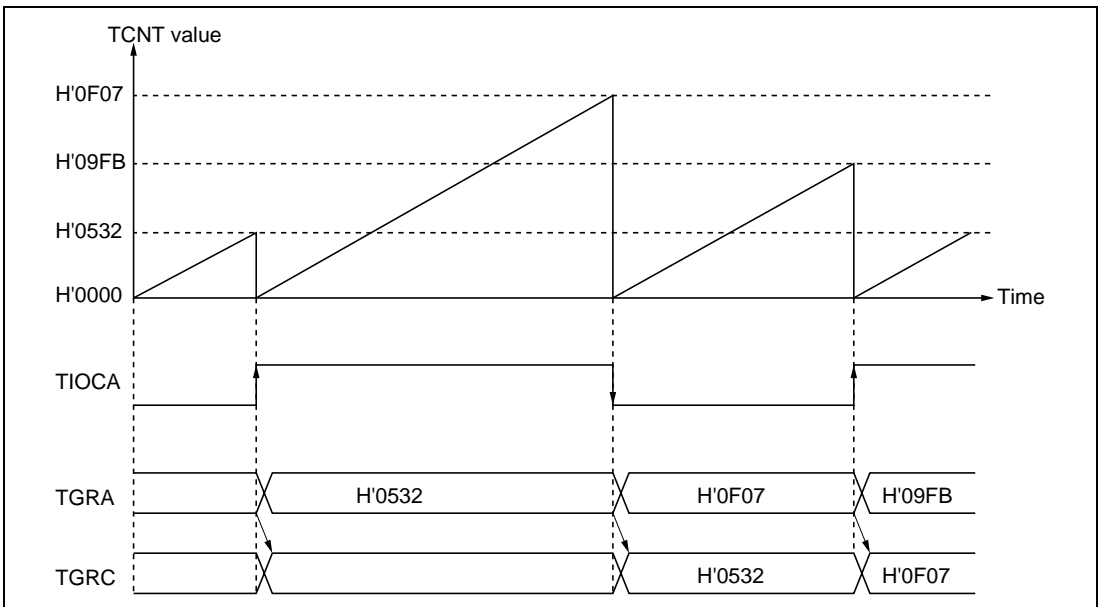 TCNT value
H'0F07
H'09FB
H'0532
H'0000
Time
TIOCA
TGRA
H'0532
H'0F07
H'09FB
TGRC
H'0532
H'0F07